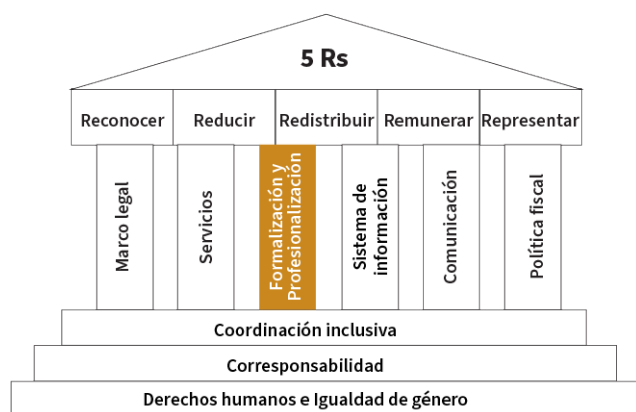 5 Rs
Reconocer
Reducir
Redistribuir
Remunerar
Representar
Marco legal
Servicios
Formalización y
Profesionalización
Sistema de
información
Comunicación
Política fiscal
Coordinación inclusiva
Corresponsabilidad
Derechos humanos e Igualdad de género